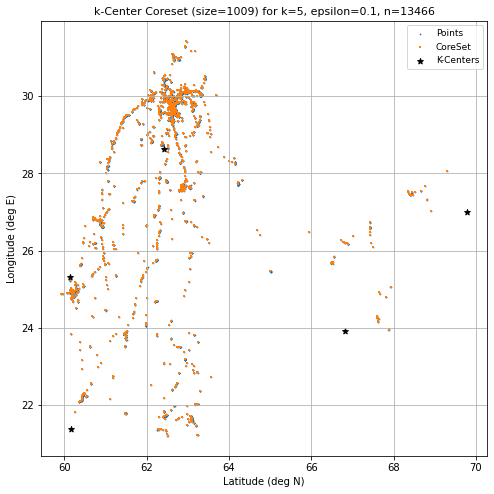 k-Center Coreset (size=1009) for k=5, epsilon=0.1, n=13466
Points
CoreSet
K-Centers
30
28
26
24
22
Longitude (deg E)
60
62
64
66
68
70
Latitude (deg N)